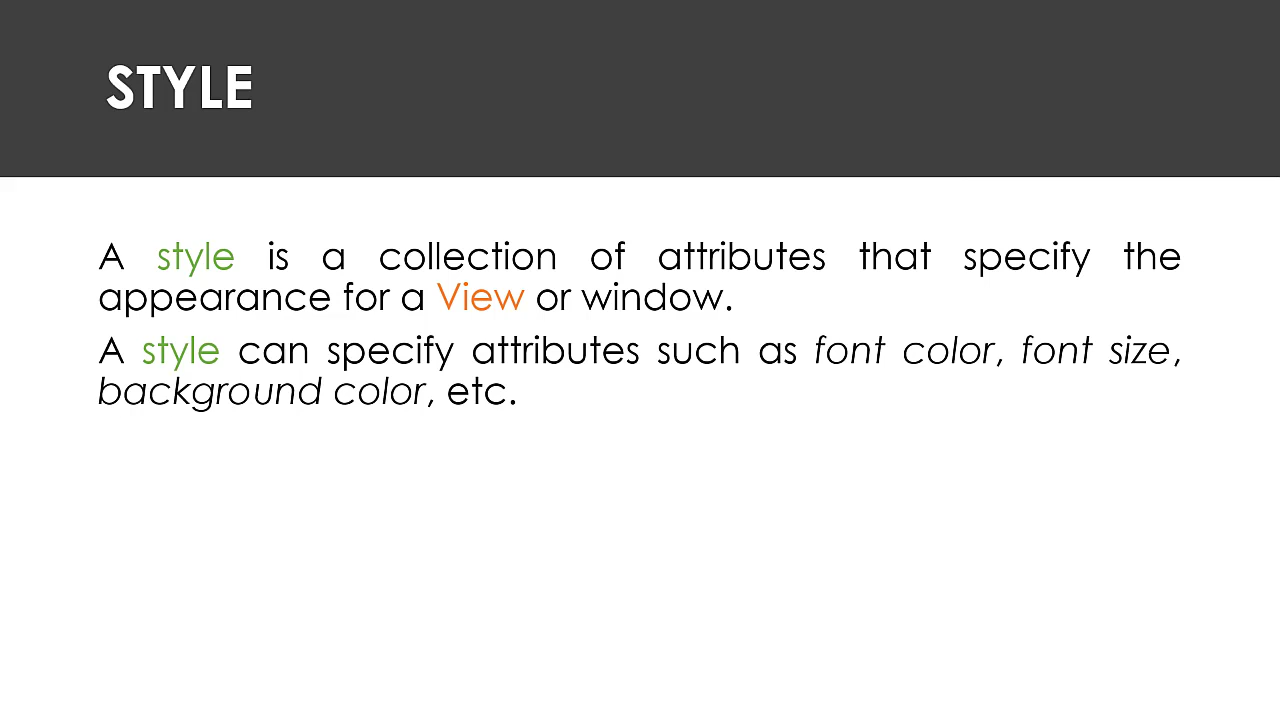 STYLE
A style is a collection of attributes that specify the
appearance for a View or window.
A style can specify attributes such as font color, font size,
background color, etc.